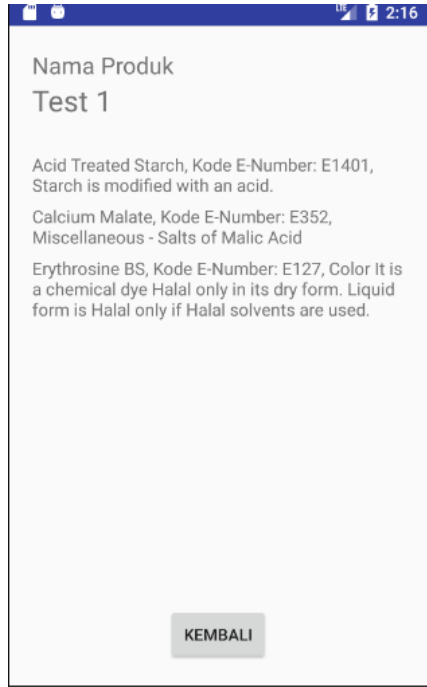 LTE 2:16
Nama Produk
Test 1
Acid Treated Starch, Kode E-Number: E1401,
Starch is modified with an acid.
Calcium Malate, Kode E-Number: E352,
Miscellaneous - Salts of Malic Acid
Erythrosine BS, Kode E-Number: E127, Color It is
a chemical dye Halal only in its dry form. Liquid
form is Halal only if Halal solvents are used.
KEMBALI